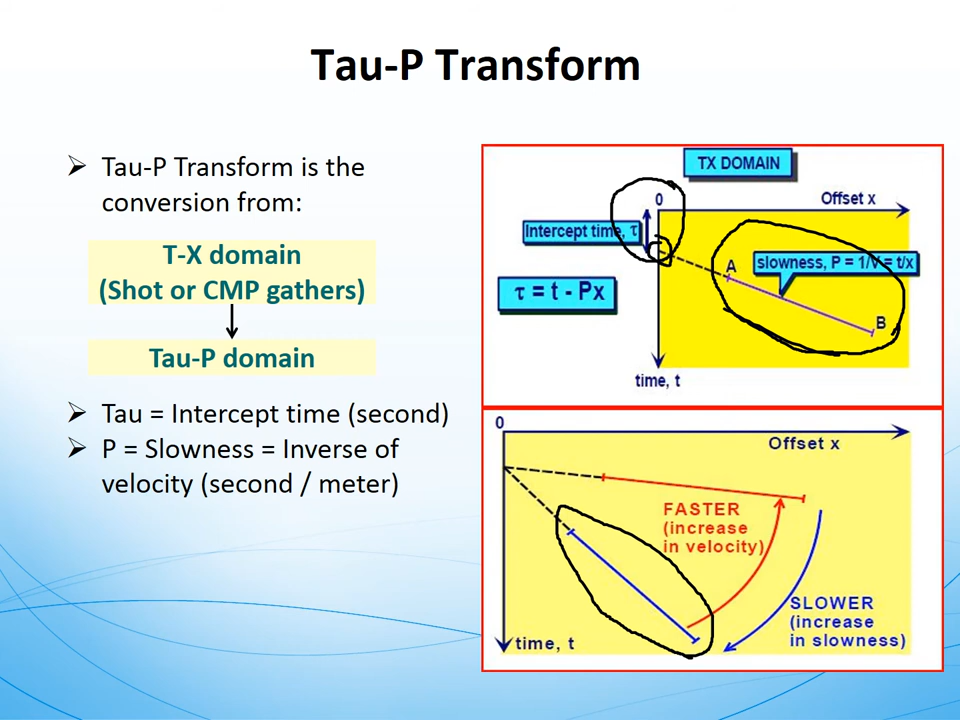 Tau-P Transform
➢ Tau-P Transform is the
conversion from:
T-X domain
(Shot or CMP gathers)
Tau-P domain
➢ Tau = Intercept time (second)
➢ P = Slowness = Inverse of
velocity (second / meter)
TX DOMAIN
0
Offset x
Intercept time, τ
A
slowness, P = 1/V = t/x
τ = t - Px
B
time, t
0
Offset x
FASTER
(increase
in velocity)
SLOWER
(increase
in slowness)
time, t